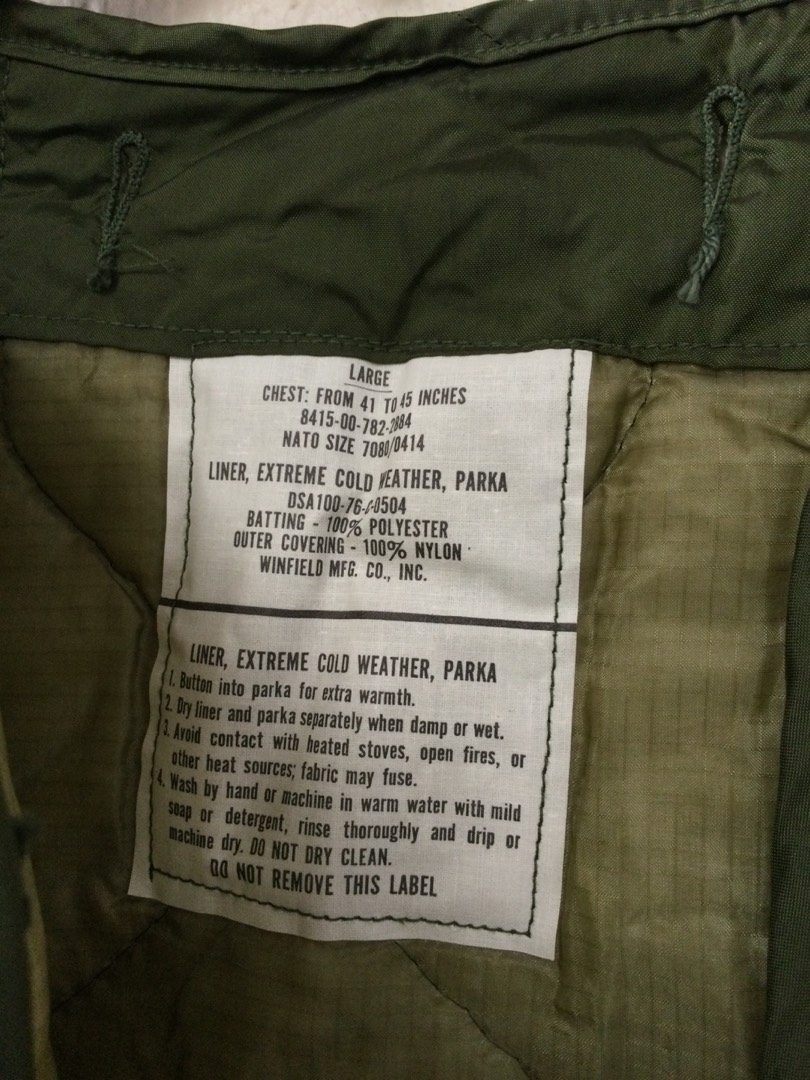 LARGE
CHEST: FROM 41 TO 45 INCHES
8415-00-782-2884
NATO SIZE 7080/0414
LINER, EXTREME COLD WEATHER, PARKA
DSA100-76-C-0504
BATTING - 100% POLYESTER
OUTER COVERING - 100% NYLON
WINFIELD MFG. CO., INC.
LINER, EXTREME COLD WEATHER, PARKA
1. Button into parka for extra warmth.
2. Dry liner and parka separately when damp or wet.
3. Avoid contact with heated stoves, open fires, or
other heat sources; fabric may fuse.
4. Wash by hand or machine in warm water with mild
soap or detergent, rinse thoroughly and drip or
machine dry. DO NOT DRY CLEAN.
DO NOT REMOVE THIS LABEL